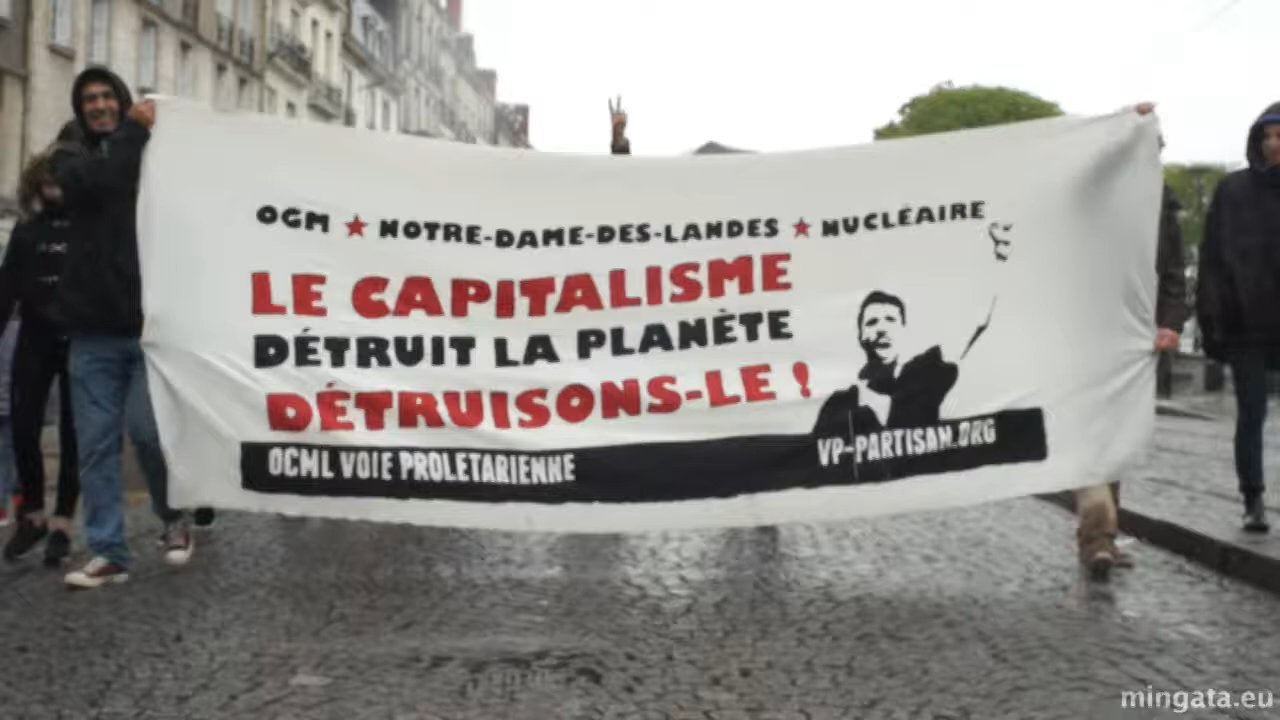 OGM ★ NOTRE-DAME-DES-LANDES ★ NUCLÉAIRE
LE CAPITALISME
DÉTRUIT LA PLANÈTE
DÉTRUISONS-LE !
OCML VOIE PROLETARIENNE
VP-PARTISAN.ORG
mingata.eu